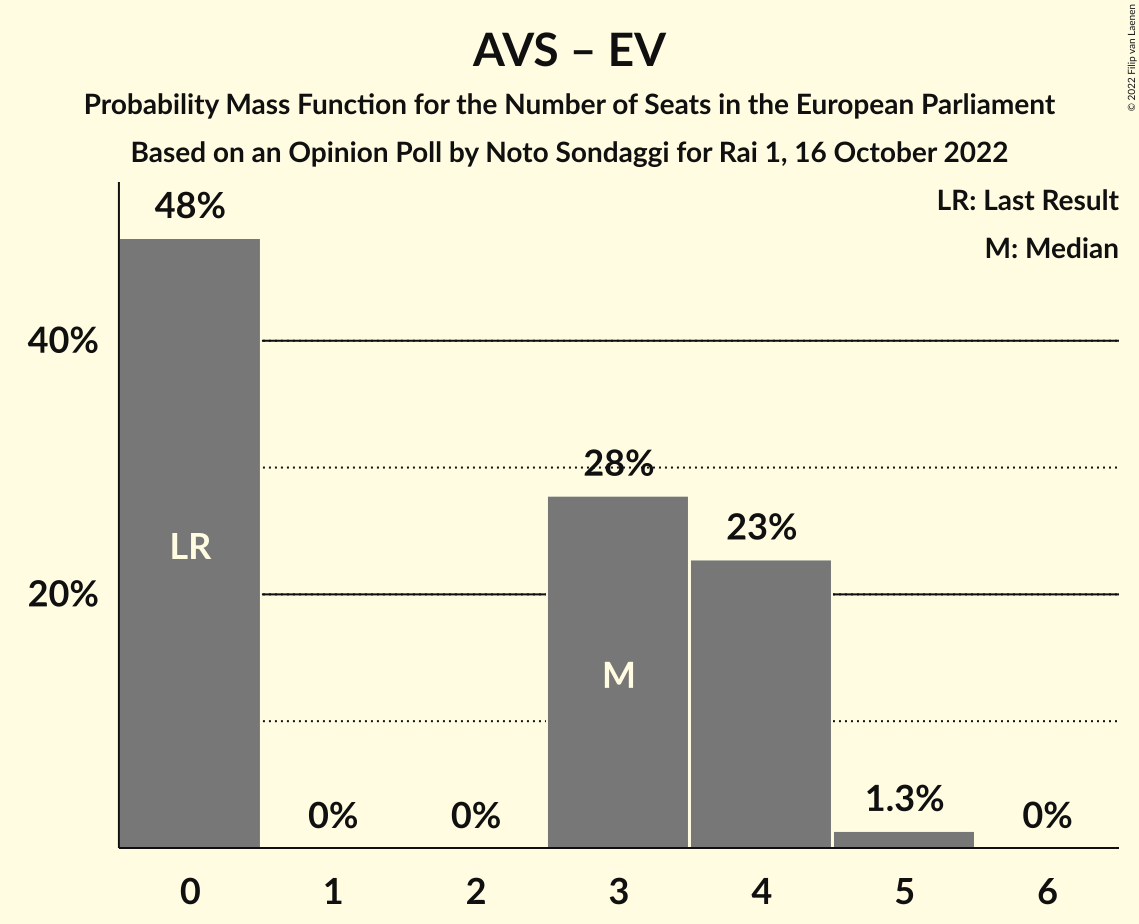 AVS – EV
Probability Mass Function for the Number of Seats in the European Parliament
Based on an Opinion Poll by Noto Sondaggi for Rai 1, 16 October 2022
© 2022 Filip van Laenen
LR: Last Result
M: Median
48%
40%
28%
23%
LR
20%
M
1.3%
0%
0%
0%
0 1 2 3 4 5 6